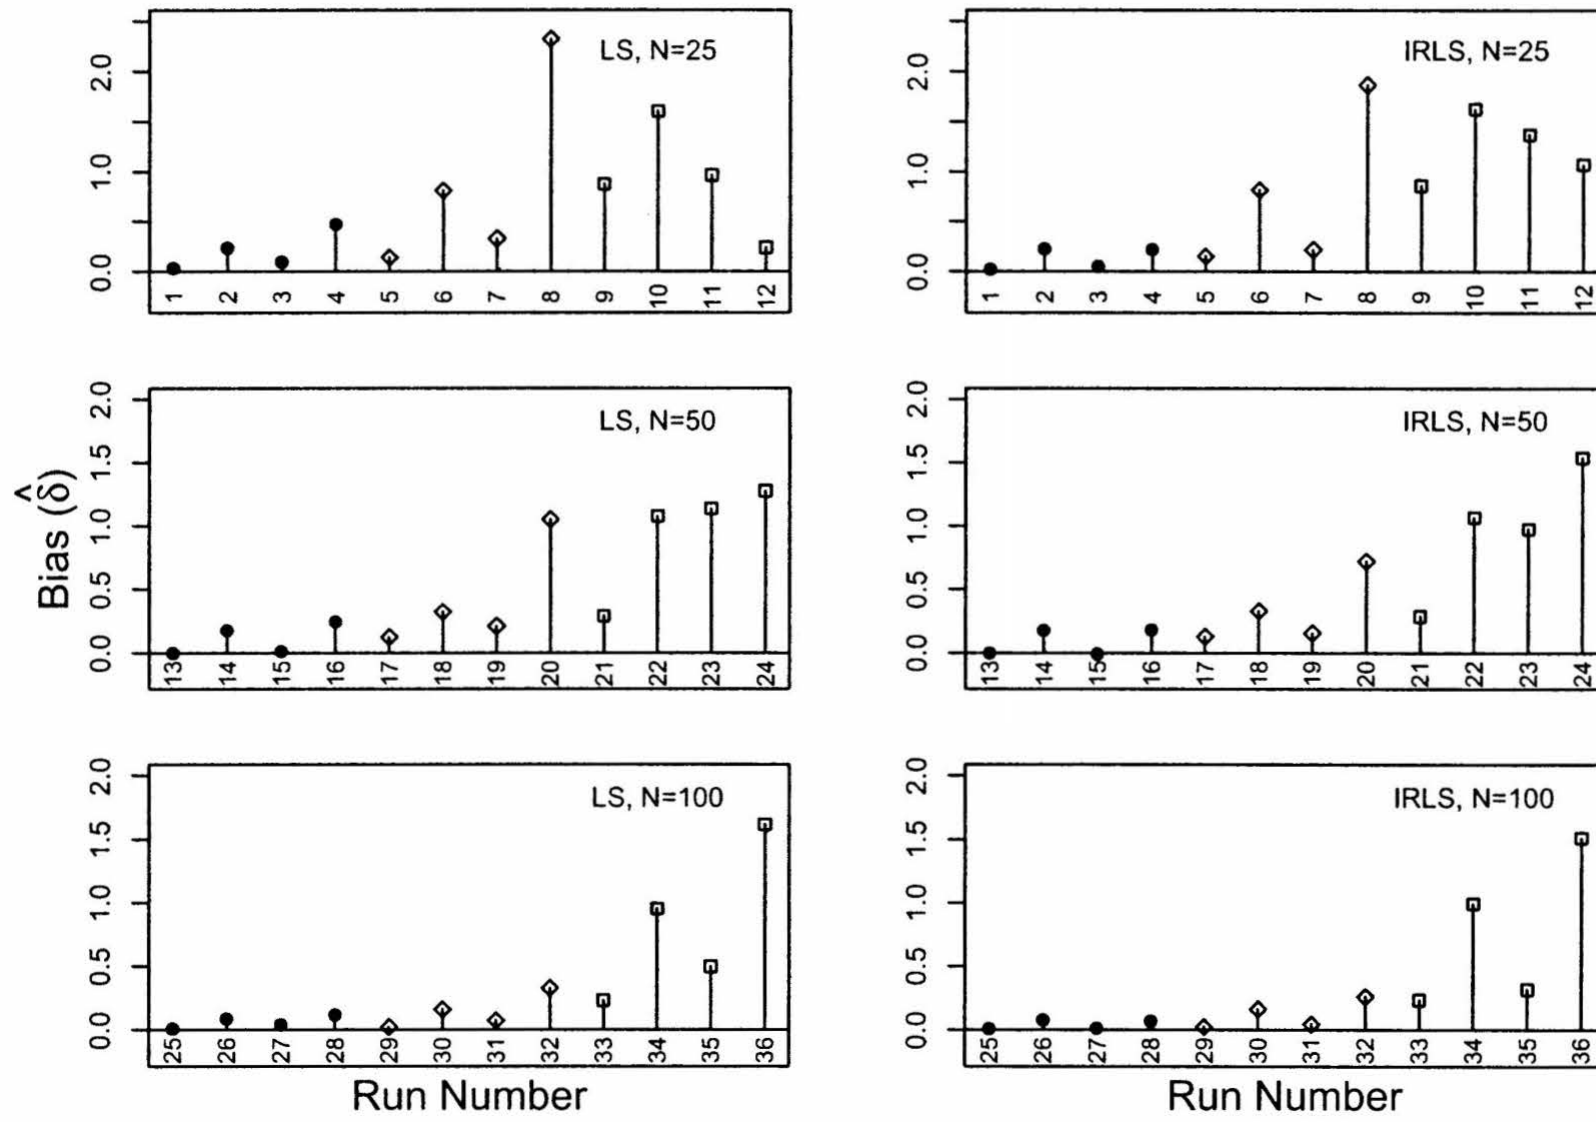 LS, N=25
0.0 1.0 2.0
1 2 3 4 5 6 7 8 9 10 11 12
IRLS, N=25
0.0 1.0 2.0
1 2 3 4 5 6 7 8 9 10 11 12
Bias (δ̂)
LS, N=50
0.0 0.5 1.0 1.5 2.0
13 14 15 16 17 18 19 20 21 22 23 24
IRLS, N=50
0.0 0.5 1.0 1.5 2.0
13 14 15 16 17 18 19 20 21 22 23 24
LS, N=100
0.0 0.5 1.0 1.5 2.0
25 26 27 28 29 30 31 32 33 34 35 36
Run Number
IRLS, N=100
0.0 0.5 1.0 1.5 2.0
25 26 27 28 29 30 31 32 33 34 35 36
Run Number